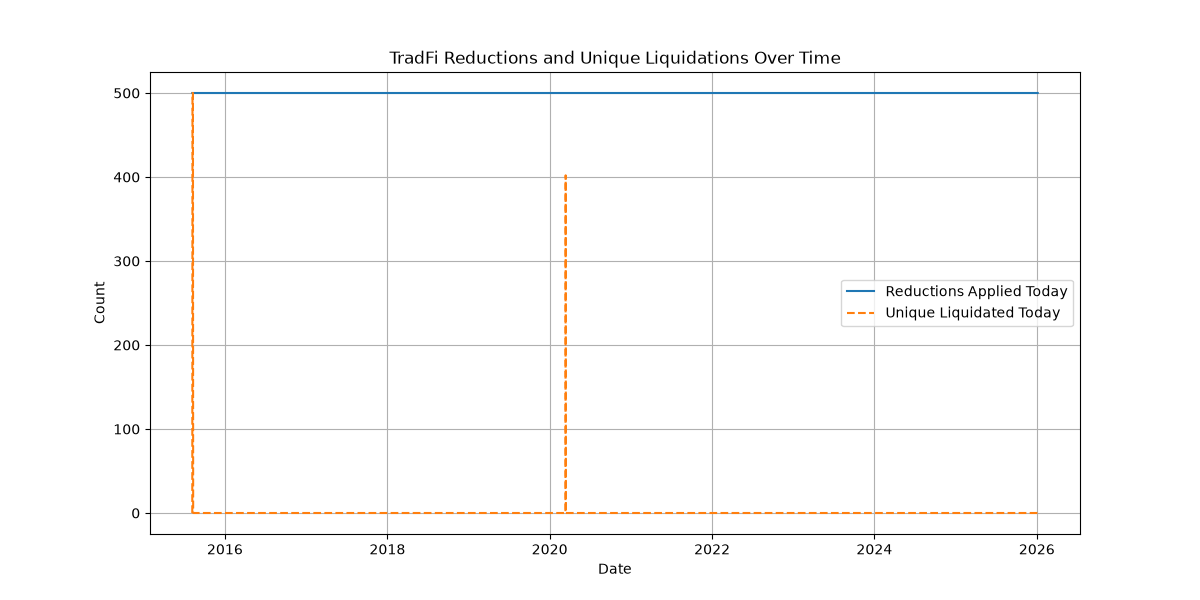 TradFi Reductions and Unique Liquidations Over Time
500
400
300
200
100
0
Count
Reductions Applied Today
Unique Liquidated Today
2016 2018 2020 2022 2024 2026
Date